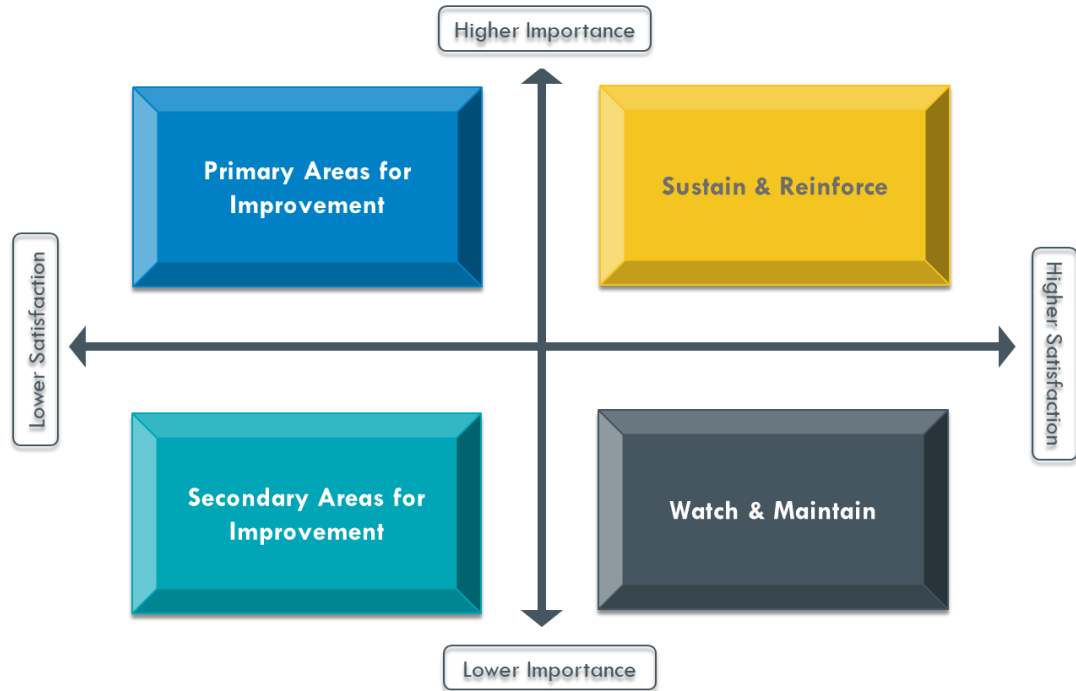 Higher Importance
Primary Areas for
Improvement
Sustain & Reinforce
Lower Satisfaction
Higher Satisfaction
Secondary Areas for
Improvement
Watch & Maintain
Lower Importance